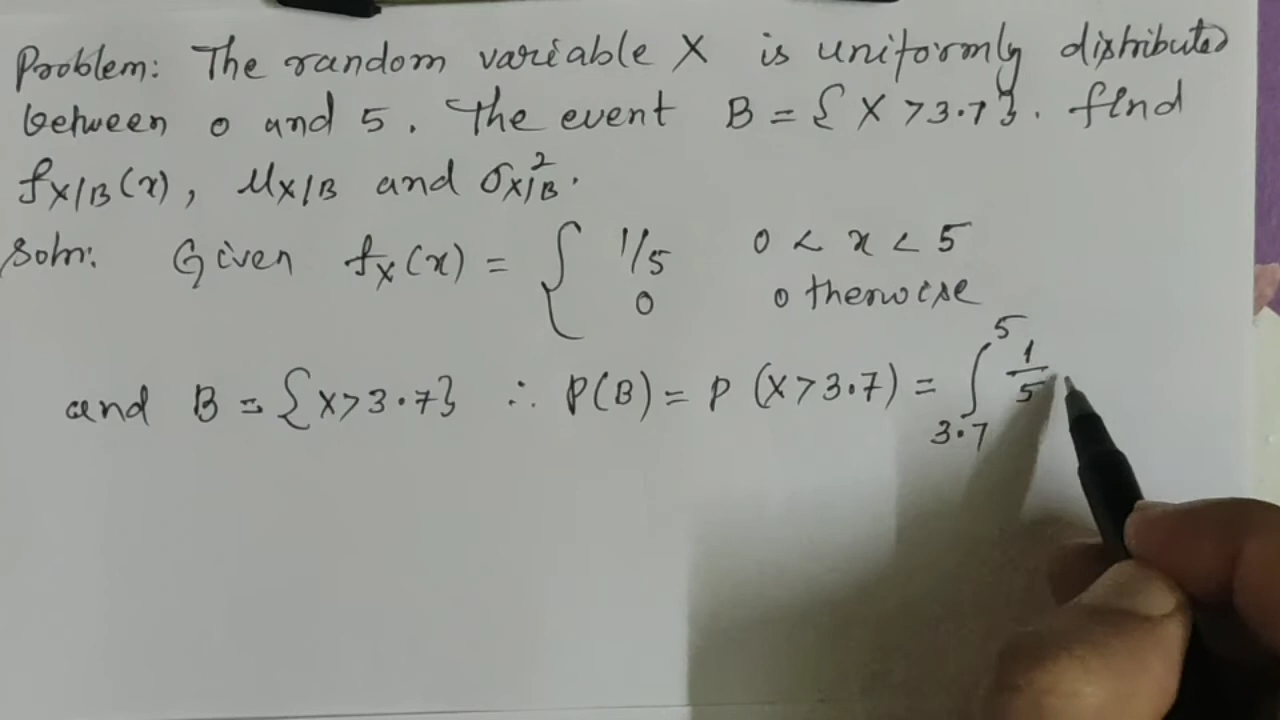 Problem: The random variable X is uniformly distributed
between 0 and 5. The event B = { X > 3.7 }. find
f_{X/B}(x), μ_{X/B} and σ²_{X/B}.
Soln: Given f_X(x) = { 1/5 0 < x < 5
0 otherwise
and B = {X > 3.7} ∴ P(B) = P (X > 3.7) = ∫_{3.7}^{5} 1/5